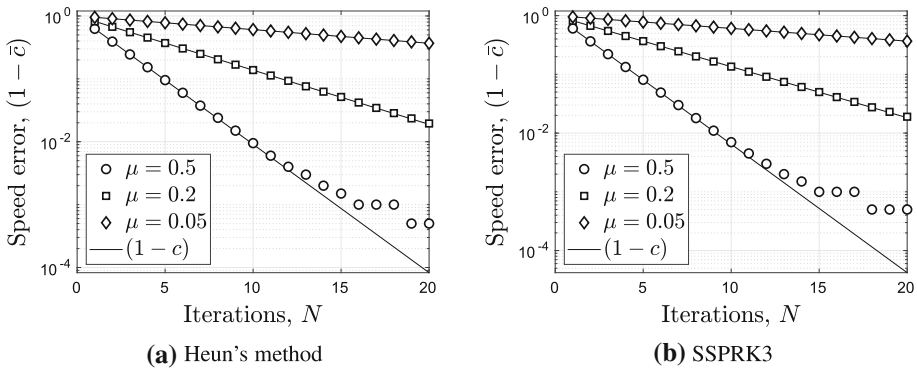 10^0
10^-2
10^-4
Speed error, (1 − c̄)
μ = 0.5
μ = 0.2
μ = 0.05
(1 − c)
0 5 10 15 20
Iterations, N
(a) Heun's method
10^0
10^-2
10^-4
Speed error, (1 − c̄)
μ = 0.5
μ = 0.2
μ = 0.05
(1 − c)
0 5 10 15 20
Iterations, N
(b) SSPRK3